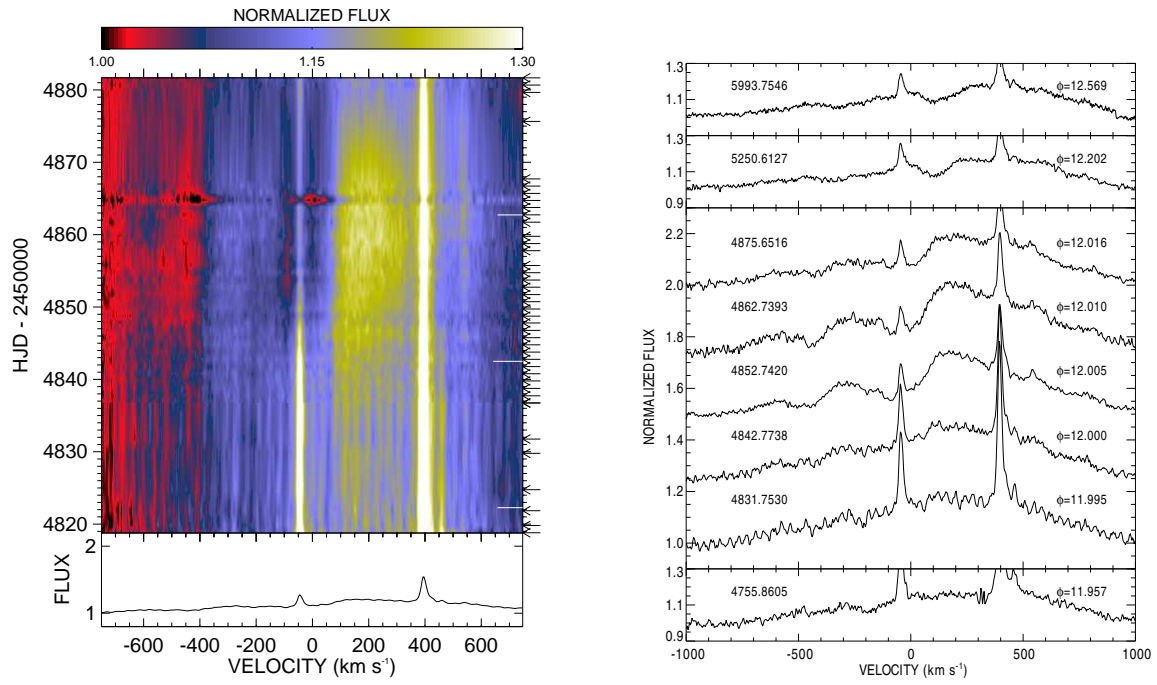 NORMALIZED FLUX
1.00 1.15 1.30
4880
4870
4860
4850
4840
4830
4820
HJD - 2450000
2
1
FLUX
-600 -400 -200 0 200 400 600
VELOCITY (km s-1)
1.3
1.1
5993.7546 ϕ=12.569
1.3
1.1
0.9
5250.6127 ϕ=12.202
2.2
2.0
1.8
1.6
1.4
1.2
1.0
NORMALIZED FLUX
4875.6516 ϕ=12.016
4862.7393 ϕ=12.010
4852.7420 ϕ=12.005
4842.7738 ϕ=12.000
4831.7530 ϕ=11.995
1.3
1.1
0.9
4755.8605 ϕ=11.957
-1000 -500 0 500 1000
VELOCITY (km s-1)